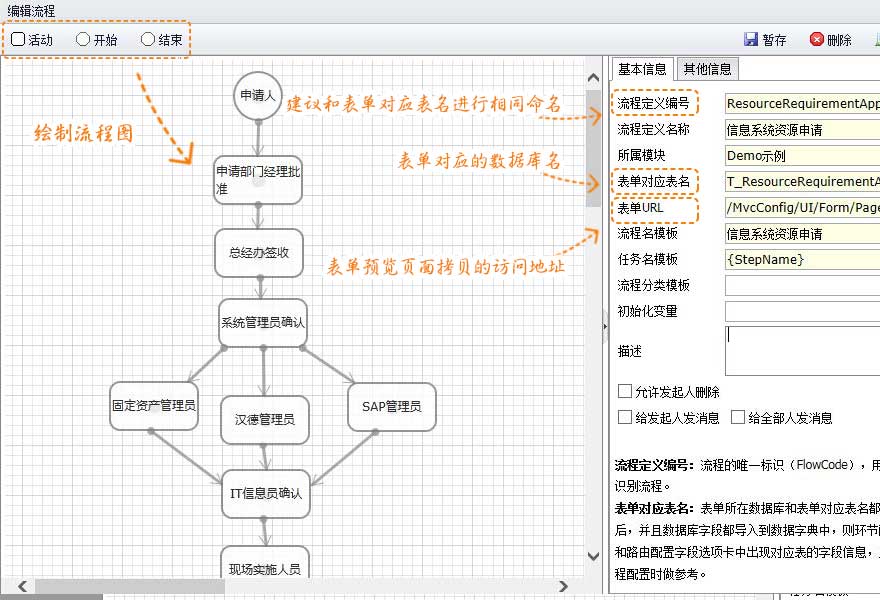 编辑流程
活动 开始 结束
暂存 删除
申请人
申请部门经理批
准
总经办签收
系统管理员确认
固定资产管理员
汉德管理员
SAP管理员
IT信息员确认
现场实施人员
绘制流程图
建议和表单对应表名进行相同命名
表单对应的数据库名
表单预览页面拷贝的访问地址
基本信息 其他信息
流程定义编号 ResourceRequirementApp
流程定义名称 信息系统资源申请
所属模块 Demo示例
表单对应表名 T_ResourceRequirementA
表单URL /MvcConfig/UI/Form/Page
流程名模板 信息系统资源申请
任务名模板 {StepName}
流程分类模板
初始化变量
描述
允许发起人删除
给发起人发消息 给全部人发消息
流程定义编号：流程的唯一标识（FlowCode），用
识别流程。
表单对应表名：表单所在数据库和表单对应表名都
后，并且数据库字段都导入到数据字典中，则环节
和路由配置字段选项卡中出现对应表的字段信息，
程配置时做参考。